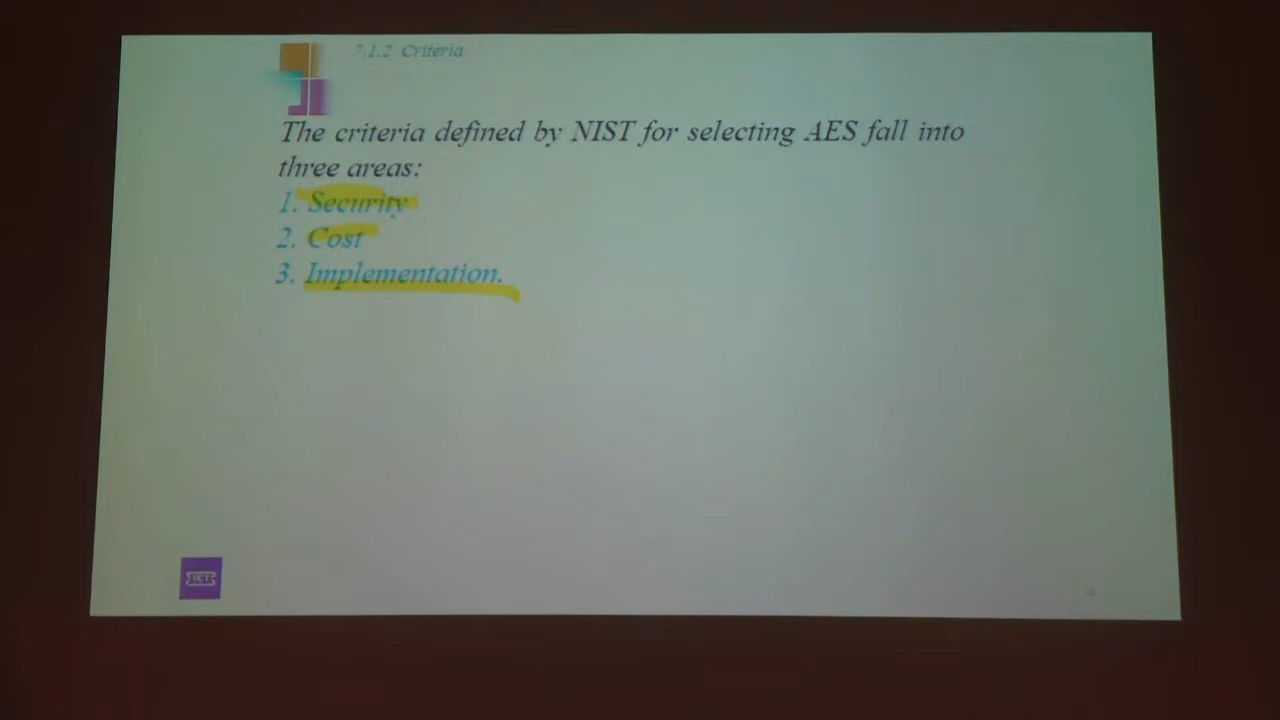 7.1.2 Criteria
The criteria defined by NIST for selecting AES fall into
three areas:
1. Security
2. Cost
3. Implementation.